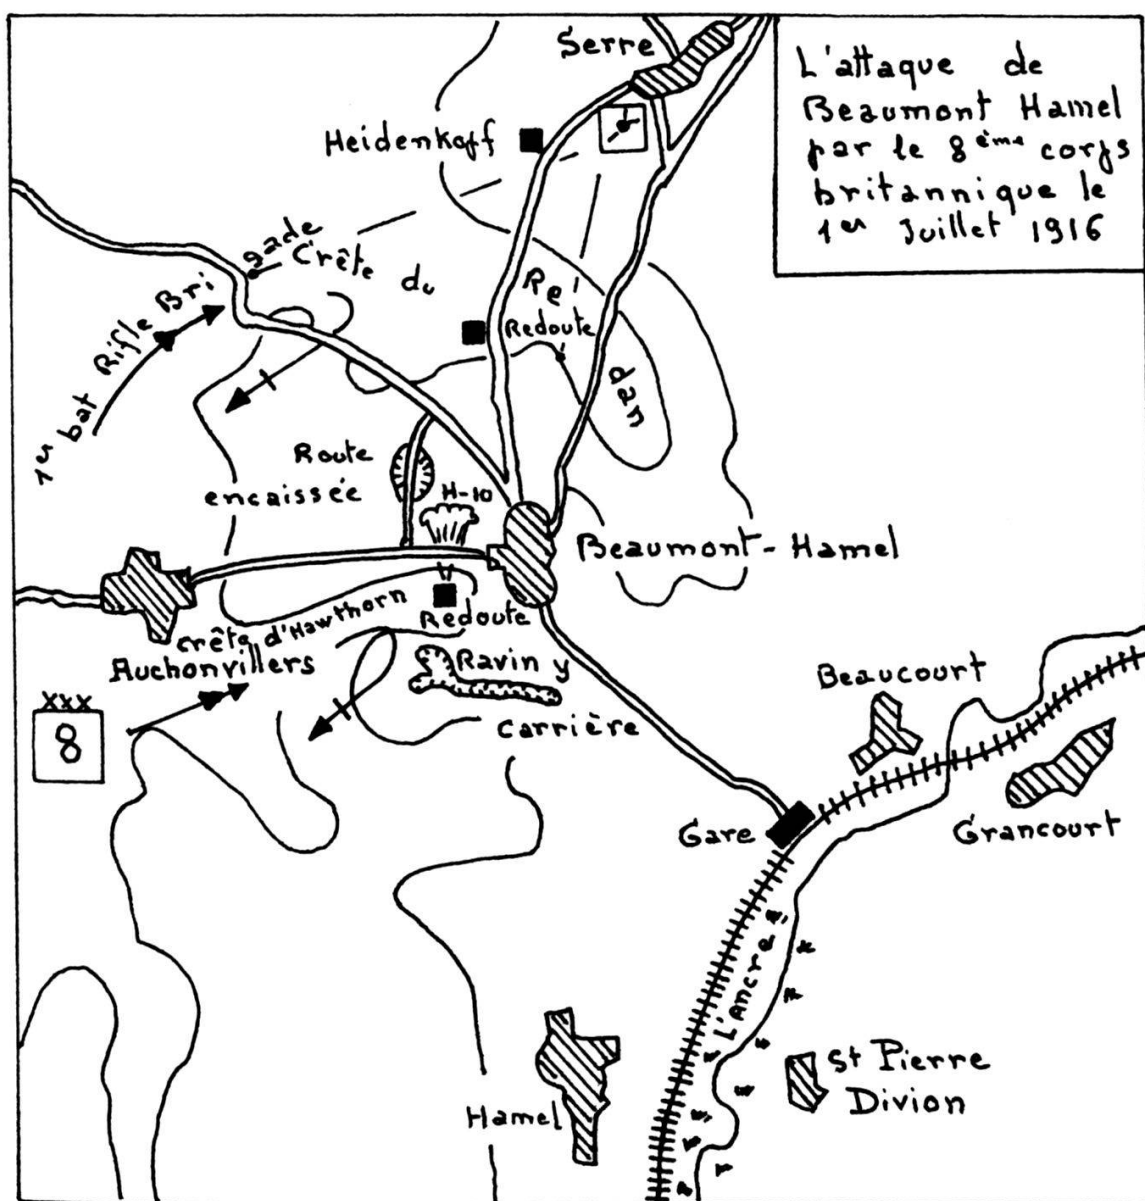 Serre
L'attaque de
Beaumont Hamel
par le 8ème corps
britannique le
1er Juillet 1916
Heidenkoff
1er bat Rifle Brigade
Crête du
Re'
dan
Redoute
Route
encaissée
H-10
Beaumont-Hamel
Crête d'Hawthorn
Redoute
Auchonvillers
Ravin y
Carrière
XXX
8
Beaucourt
Gare
Grancourt
L'ancre
St Pierre
Divion
Hamel